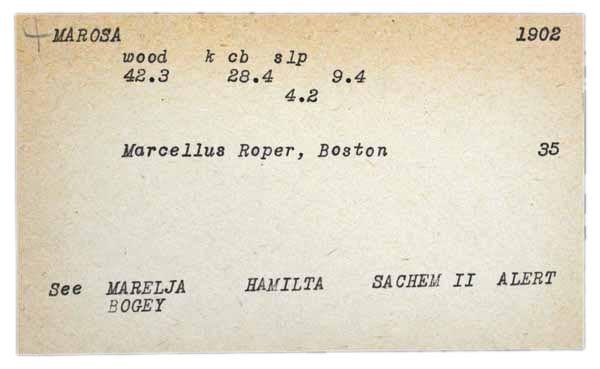 MAROSA 1902
wood k cb slp
42.3 28.4 9.4
4.2
Marcellus Roper, Boston 35
See MARELJA HAMILTA SACHEM II ALERT
BOGEY